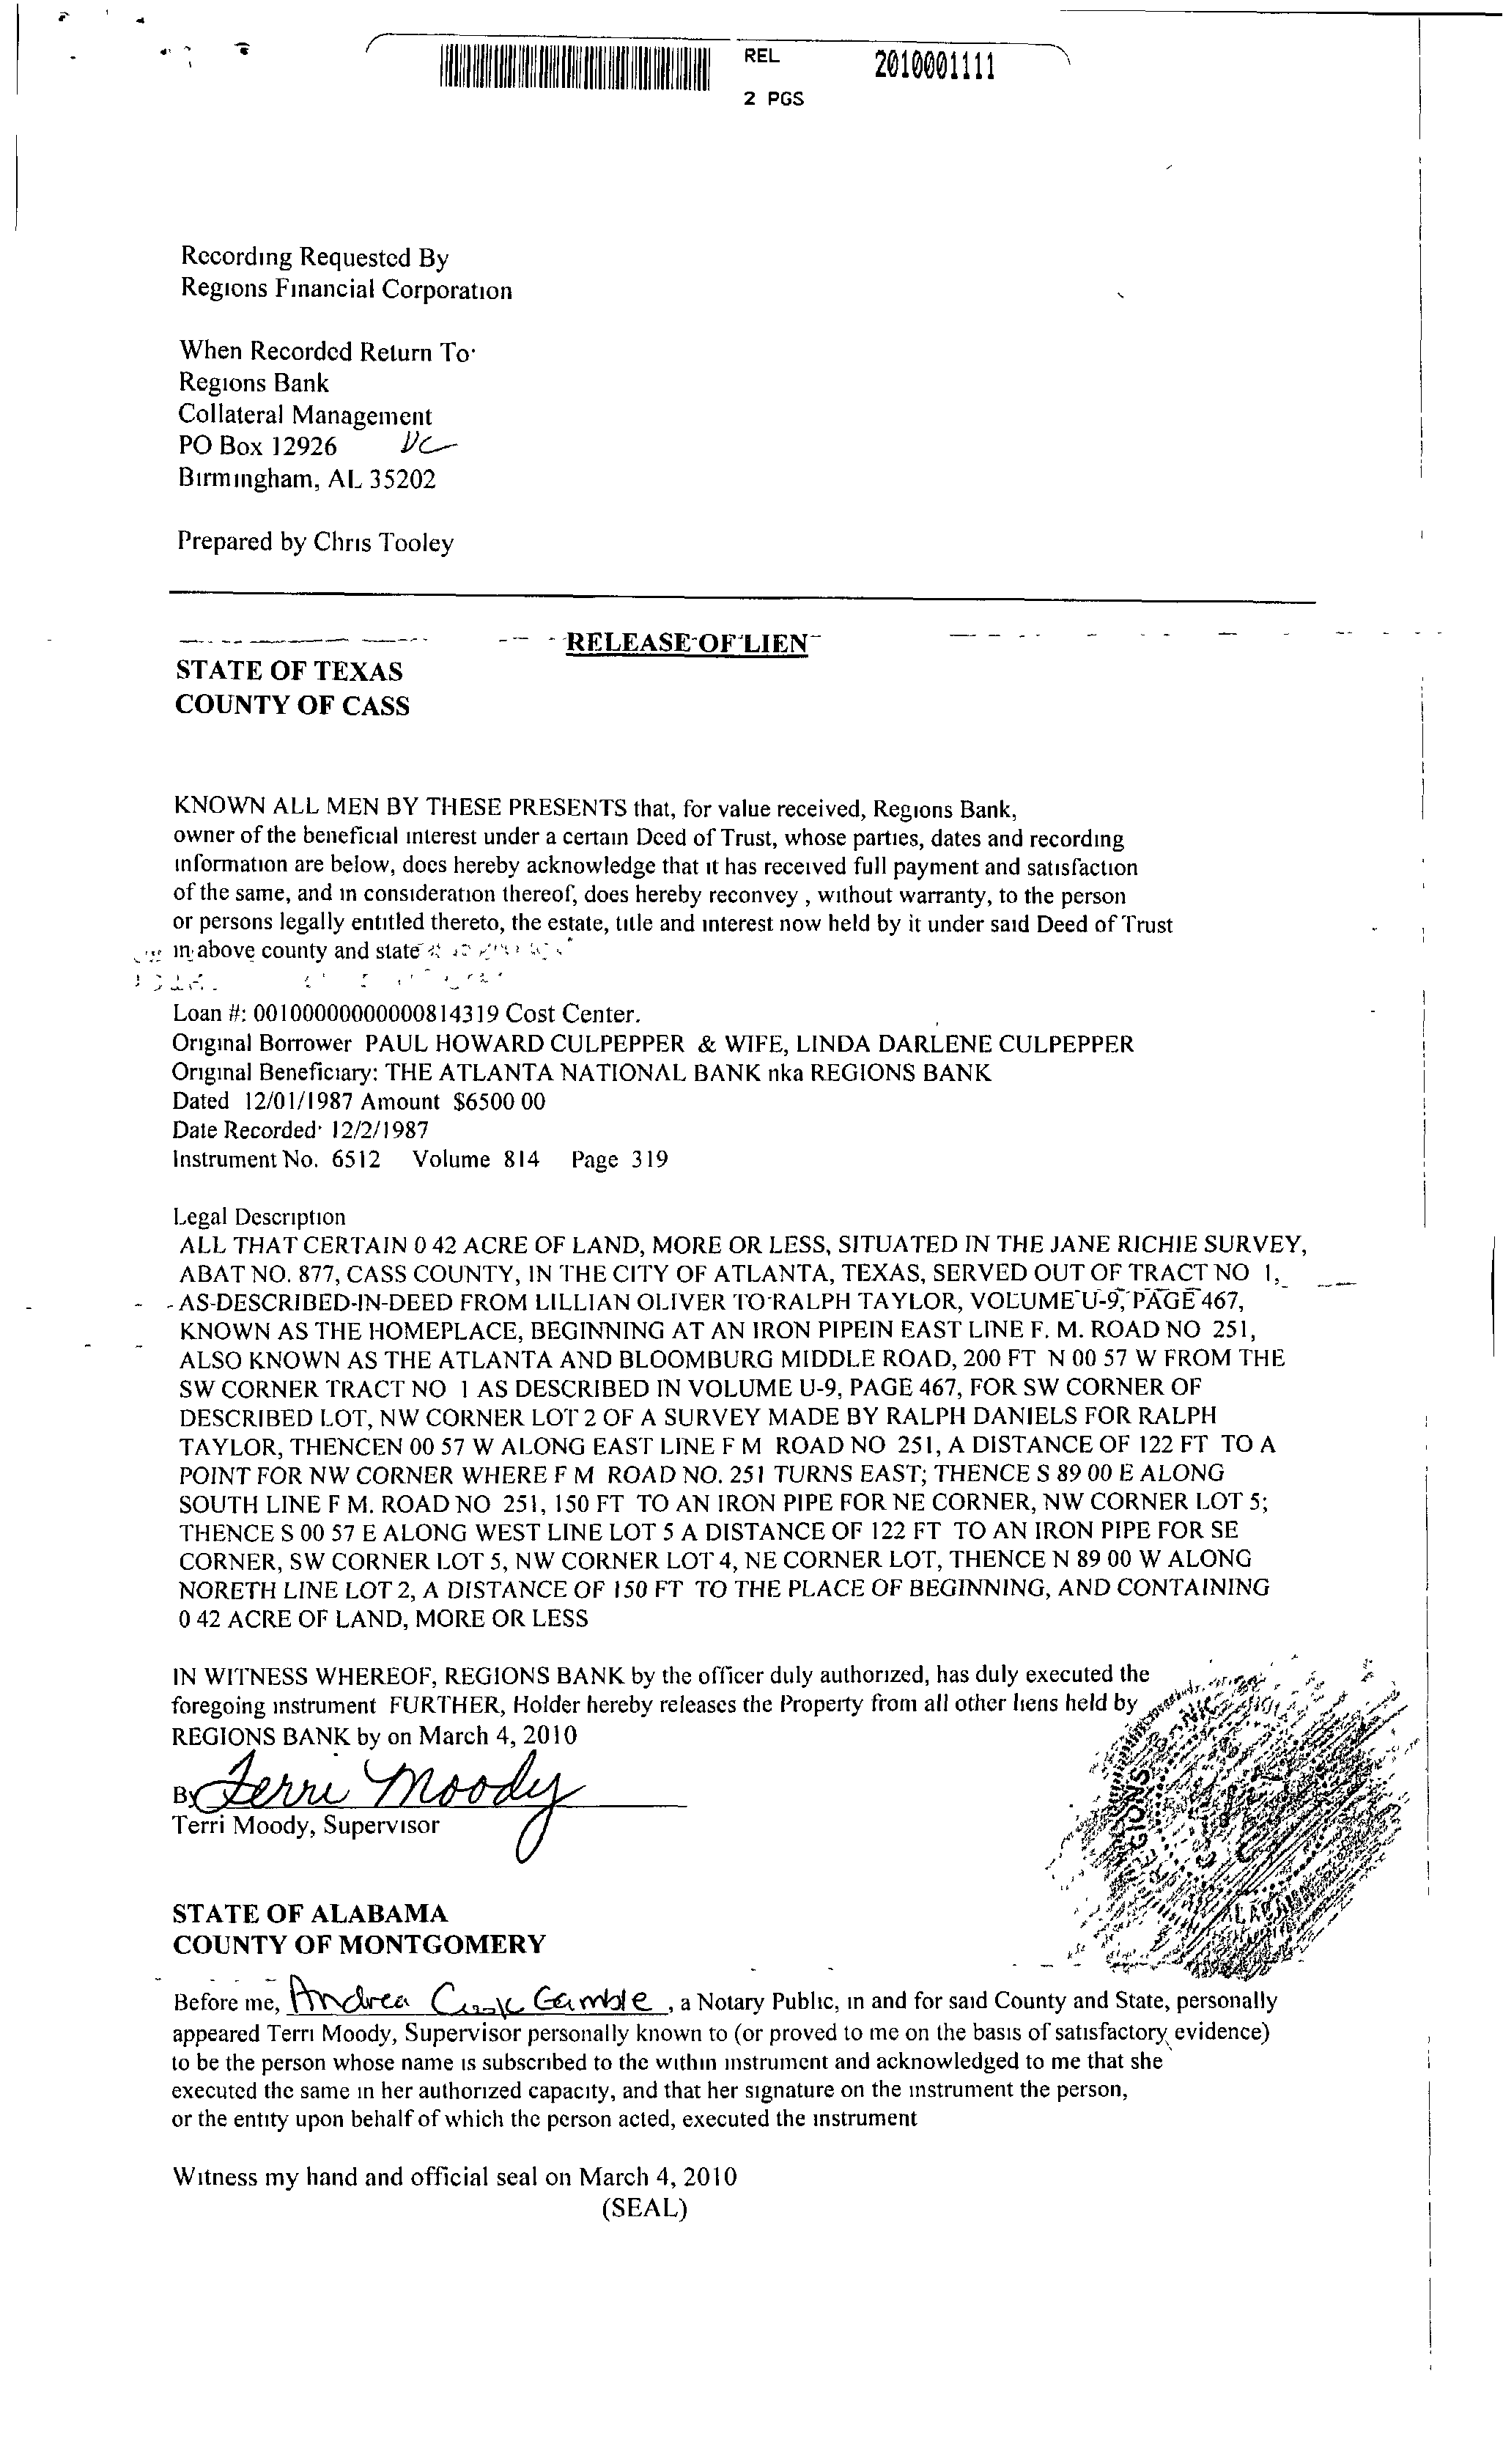 REL 2010001111
2 PGS
Recording Requested By
Regions Financial Corporation
When Recorded Return To
Regions Bank
Collateral Management
PO Box 12926
Birmingham, AL 35202
Prepared by Chris Tooley
RELEASE OF LIEN
STATE OF TEXAS
COUNTY OF CASS
KNOWN ALL MEN BY THESE PRESENTS that, for value received, Regions Bank,
owner of the beneficial interest under a certain Deed of Trust, whose parties, dates and recording
information are below, does hereby acknowledge that it has received full payment and satisfaction
of the same, and in consideration thereof, does hereby reconvey , without warranty, to the person
or persons legally entitled thereto, the estate, title and interest now held by it under said Deed of Trust
in above county and state
Loan #: 00100000000000814319 Cost Center.
Original Borrower PAUL HOWARD CULPEPPER & WIFE, LINDA DARLENE CULPEPPER
Original Beneficiary: THE ATLANTA NATIONAL BANK nka REGIONS BANK
Dated 12/01/1987 Amount $6500 00
Date Recorded· 12/2/1987
Instrument No. 6512 Volume 814 Page 319
Legal Description
ALL THAT CERTAIN 0 42 ACRE OF LAND, MORE OR LESS, SITUATED IN THE JANE RICHIE SURVEY,
ABAT NO. 877, CASS COUNTY, IN THE CITY OF ATLANTA, TEXAS, SERVED OUT OF TRACT NO 1,
AS-DESCRIBED-IN-DEED FROM LILLIAN OLIVER TO RALPH TAYLOR, VOLUME U-9, PAGE 467,
KNOWN AS THE HOMEPLACE, BEGINNING AT AN IRON PIPEIN EAST LINE F. M. ROAD NO 251,
ALSO KNOWN AS THE ATLANTA AND BLOOMBURG MIDDLE ROAD, 200 FT N 00 57 W FROM THE
SW CORNER TRACT NO 1 AS DESCRIBED IN VOLUME U-9, PAGE 467, FOR SW CORNER OF
DESCRIBED LOT, NW CORNER LOT 2 OF A SURVEY MADE BY RALPH DANIELS FOR RALPH
TAYLOR, THENCEN 00 57 W ALONG EAST LINE F M ROAD NO 251, A DISTANCE OF 122 FT TO A
POINT FOR NW CORNER WHERE F M ROAD NO. 251 TURNS EAST; THENCE S 89 00 E ALONG
SOUTH LINE F M. ROAD NO 251, 150 FT TO AN IRON PIPE FOR NE CORNER, NW CORNER LOT 5;
THENCE S 00 57 E ALONG WEST LINE LOT 5 A DISTANCE OF 122 FT TO AN IRON PIPE FOR SE
CORNER, SW CORNER LOT 5, NW CORNER LOT 4, NE CORNER LOT, THENCE N 89 00 W ALONG
NORETH LINE LOT 2, A DISTANCE OF 150 FT TO THE PLACE OF BEGINNING, AND CONTAINING
0 42 ACRE OF LAND, MORE OR LESS
IN WITNESS WHEREOF, REGIONS BANK by the officer duly authorized, has duly executed the
foregoing instrument FURTHER, Holder hereby releases the Property from all other liens held by
REGIONS BANK by on March 4, 2010
By Terri Moody
Terri Moody, Supervisor
STATE OF ALABAMA
COUNTY OF MONTGOMERY
Before me, Andrea Cook Gamble, a Notary Public, in and for said County and State, personally
appeared Terri Moody, Supervisor personally known to (or proved to me on the basis of satisfactory evidence)
to be the person whose name is subscribed to the within instrument and acknowledged to me that she
executed the same in her authorized capacity, and that her signature on the instrument the person,
or the entity upon behalf of which the person acted, executed the instrument
Witness my hand and official seal on March 4, 2010
(SEAL)